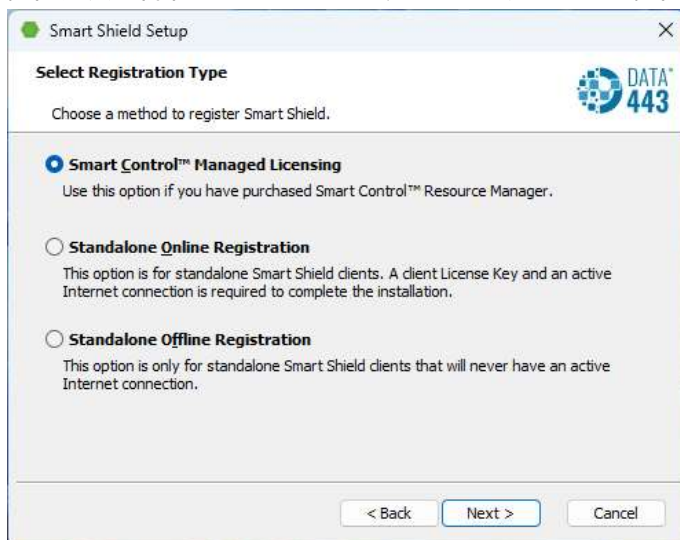 Smart Shield Setup
Select Registration Type
Choose a method to register Smart Shield.
DATA™
443
Smart Control™ Managed Licensing
Use this option if you have purchased Smart Control™ Resource Manager.
Standalone Online Registration
This option is for standalone Smart Shield clients. A client License Key and an active
Internet connection is required to complete the installation.
Standalone Offline Registration
This option is only for standalone Smart Shield clients that will never have an active
Internet connection.
< Back
Next >
Cancel